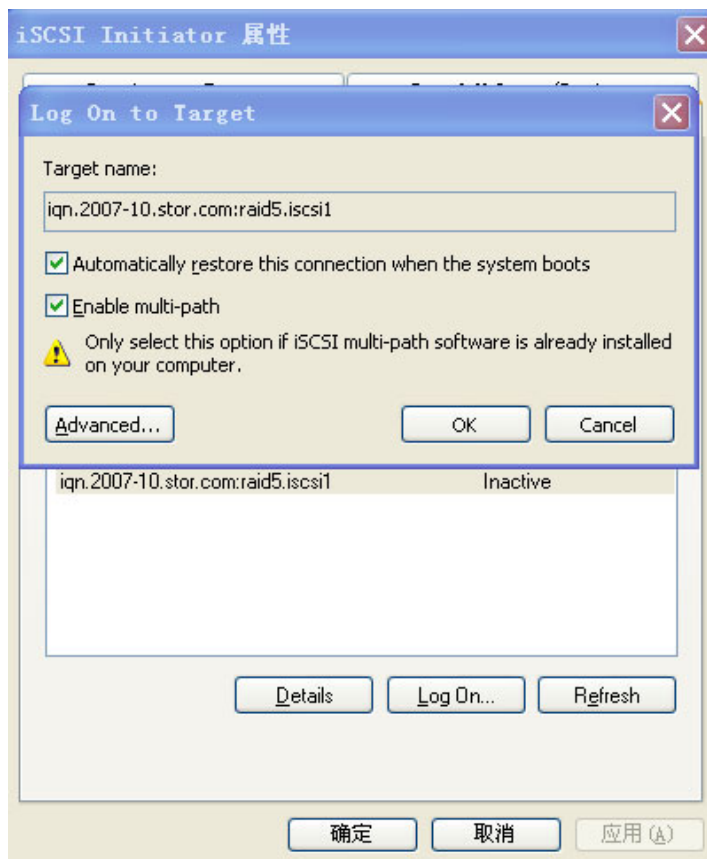 iSCSI Initiator 属性
Log On to Target
Target name:
iqn.2007-10.stor.com:raid5.iscsi1
Automatically restore this connection when the system boots
Enable multi-path
Only select this option if iSCSI multi-path software is already installed
on your computer.
Advanced... OK Cancel
iqn.2007-10.stor.com:raid5.iscsi1 Inactive
Details Log On... Refresh
确定 取消 应用(A)